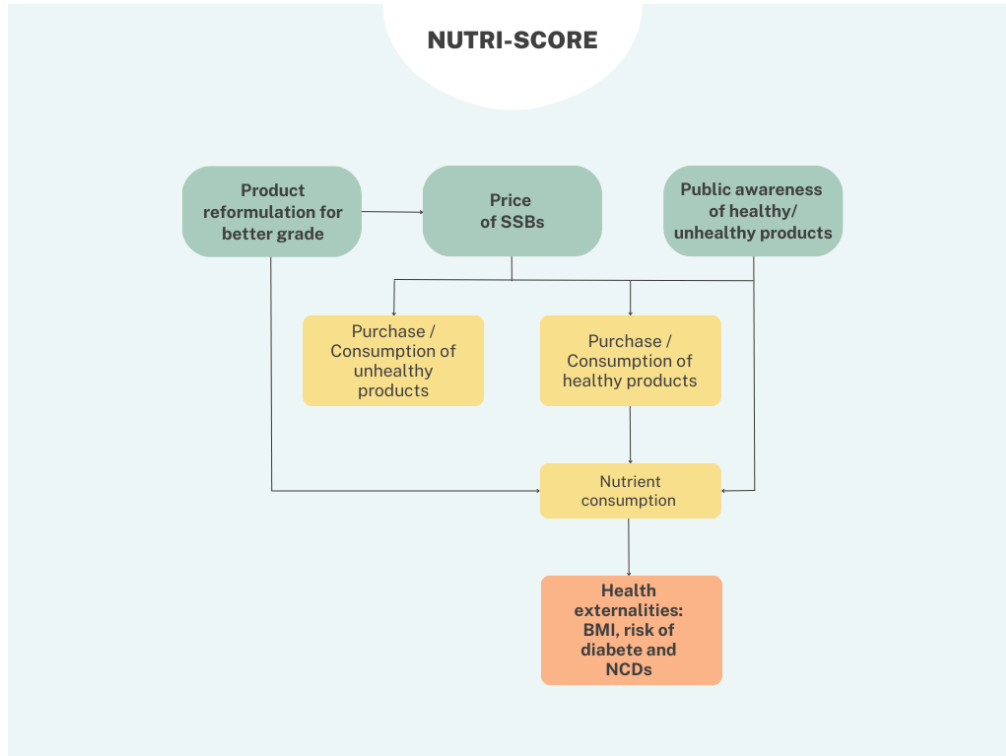 NUTRI-SCORE
Product
reformulation for
better grade
Price
of SSBs
Public awareness
of healthy/
unhealthy products
Purchase /
Consumption of
unhealthy
products
Purchase /
Consumption of
healthy products
Nutrient
consumption
Health
externalities:
BMI, risk of
diabete and
NCDs